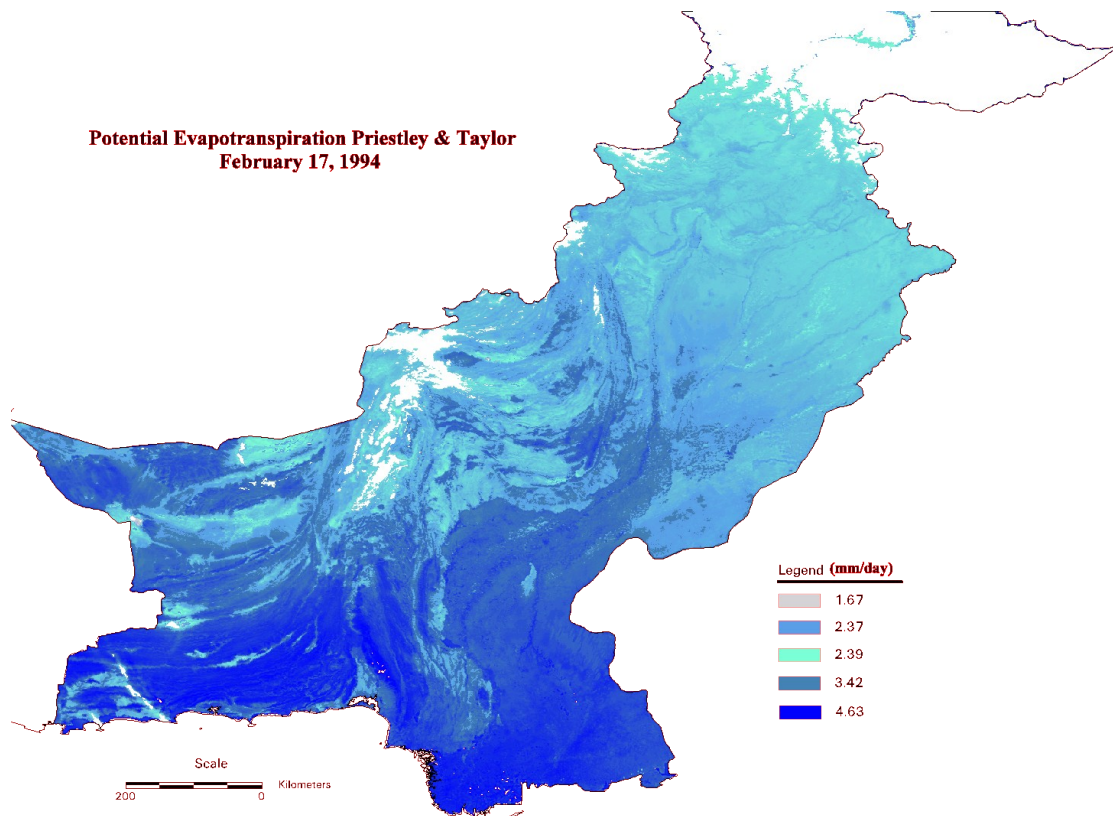 Potential Evapotranspiration Priestley & Taylor
February 17, 1994
Legend (mm/day)
1.67
2.37
2.39
3.42
4.63
Scale
Kilometers
200 0